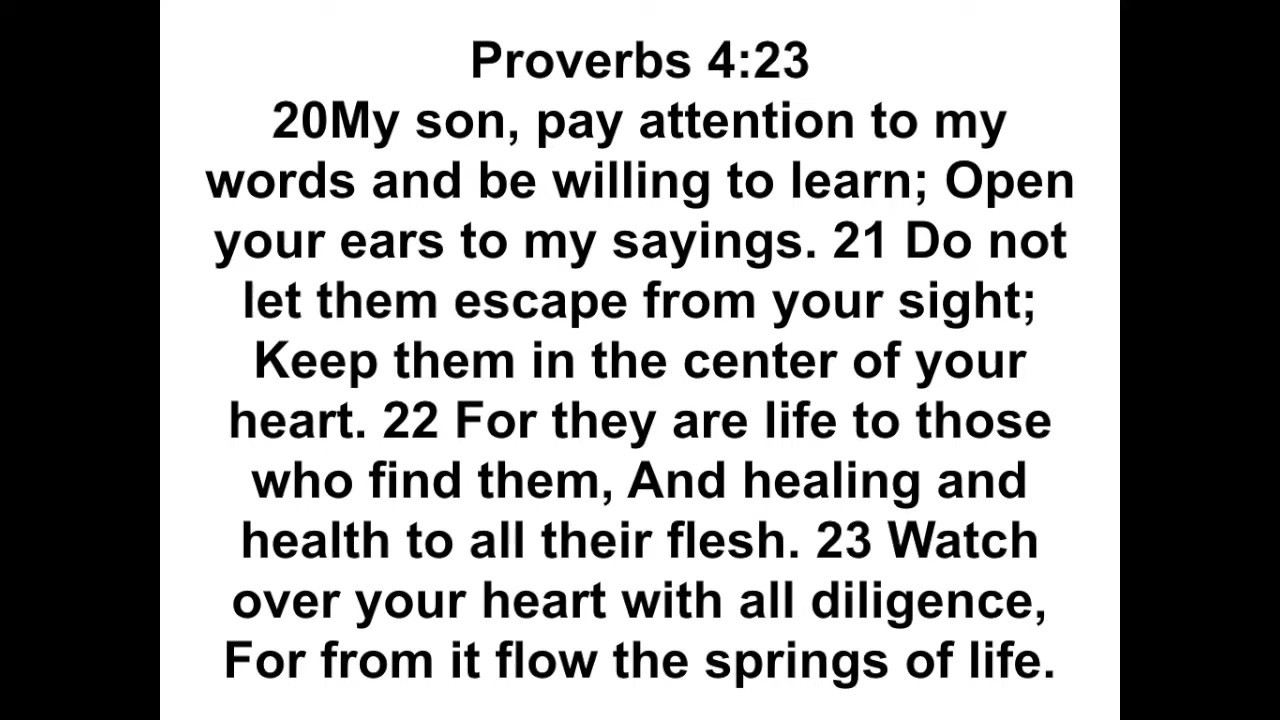 Proverbs 4:23
20My son, pay attention to my
words and be willing to learn; Open
your ears to my sayings. 21 Do not
let them escape from your sight;
Keep them in the center of your
heart. 22 For they are life to those
who find them, And healing and
health to all their flesh. 23 Watch
over your heart with all diligence,
For from it flow the springs of life.